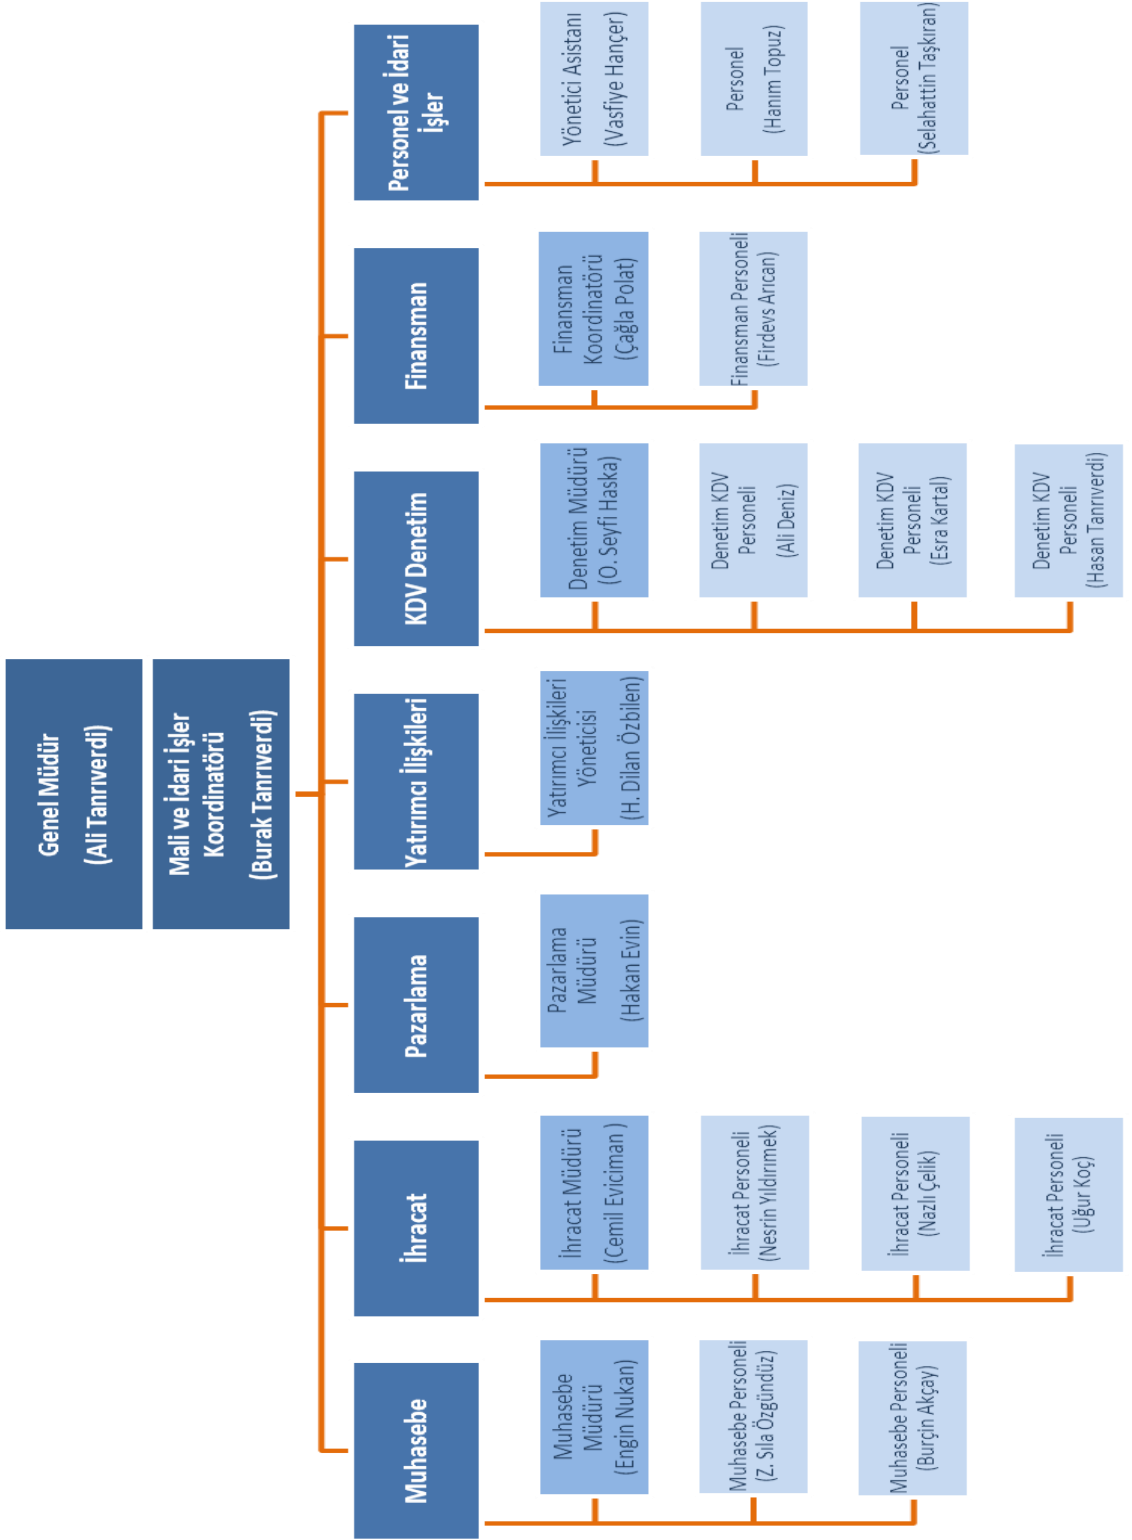 Genel Müdür
(Ali Tanrıverdi)
Mali ve İdari İşler
Koordinatörü
(Burak Tanrıverdi)
Muhasebe
Muhasebe
Müdürü
(Engin Nukan)
Muhasebe Personeli
(Z. Sıla Özgündüz)
Muhasebe Personeli
(Burçin Akçay)
İhracat
İhracat Müdürü
(Cemil Eviciman )
İhracat Personeli
(Nesrin Yıldırımek)
İhracat Personeli
(Nazlı Çelik)
İhracat Personeli
(Uğur Koç)
Pazarlama
Pazarlama
Müdürü
(Hakan Evin)
Yatırımcı İlişkileri
Yatırımcı İlişkileri
Yöneticisi
(H. Dilan Özbilen)
KDV Denetim
Denetim Müdürü
(O. Seyfi Haska)
Denetim KDV
Personeli
(Ali Deniz)
Denetim KDV
Personeli
(Esra Kartal)
Denetim KDV
Personeli
(Hasan Tanrıverdi)
Finansman
Finansman
Koordinatörü
(Çağla Polat)
Finansman Personeli
(Firdevs Arıcan)
Personel ve İdari
İşler
Yönetici Asistanı
(Vasfiye Hançer)
Personel
(Hanım Topuz)
Personel
(Selahattin Taşkıran)